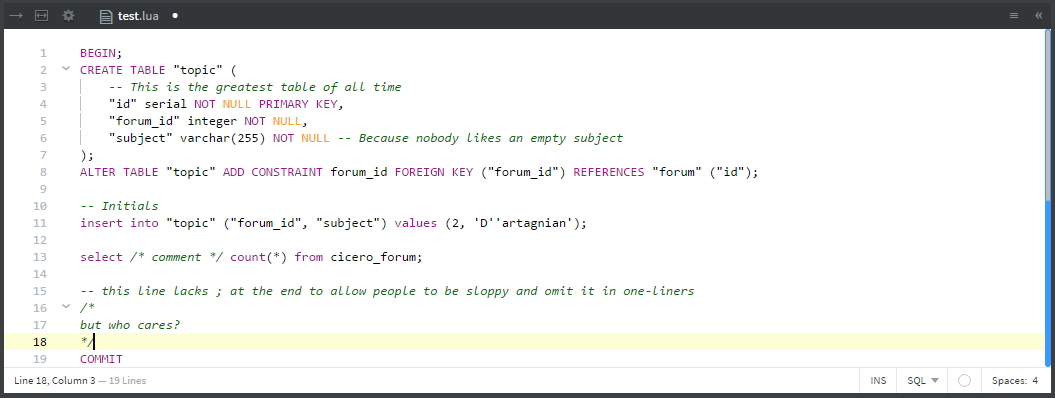 test.lua
1 BEGIN;
2 CREATE TABLE "topic" (
3 -- This is the greatest table of all time
4 "id" serial NOT NULL PRIMARY KEY,
5 "forum_id" integer NOT NULL,
6 "subject" varchar(255) NOT NULL -- Because nobody likes an empty subject
7 );
8 ALTER TABLE "topic" ADD CONSTRAINT forum_id FOREIGN KEY ("forum_id") REFERENCES "forum" ("id");
9
10 -- Initials
11 insert into "topic" ("forum_id", "subject") values (2, 'D''artagnian');
12
13 select /* comment */ count(*) from cicero_forum;
14
15 -- this line lacks ; at the end to allow people to be sloppy and omit it in one-liners
16 /*
17 but who cares?
18 */
19 COMMIT
Line 18, Column 3 — 19 Lines INS SQL Spaces: 4